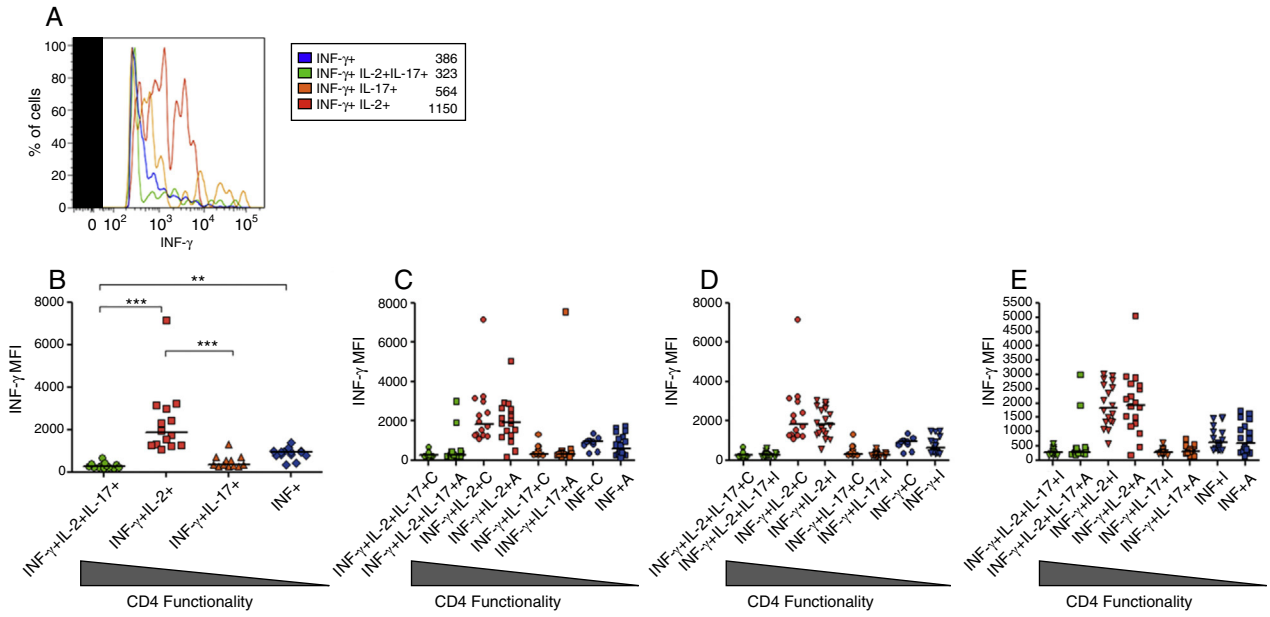 A
100
80
60
40
20
0
% of cells
0 10² 10³ 10⁴ 10⁵
INF-γ
INF-γ+ 386
INF-γ+ IL-2+IL-17+ 323
INF-γ+ IL-17+ 564
INF-γ+ IL-2+ 1150
B
INF-γ MFI
8000
6000
4000
2000
0
**
***
***
INF-γ+IL-2+IL-17+
INF-γ+IL-2+
INF-γ+IL-17+
INF+
CD4 Functionality
C
INF-γ MFI
8000
6000
4000
2000
0
INF-γ+IL-2+IL-17+C
INF-γ+IL-2+IL-17+A
INF-γ+IL-2+C
INF-γ+IL-2+A
INF-γ+IL-17+C
IINF-γ+IL-17+A
INF+C
INF+A
CD4 Functionality
D
INF-γ MFI
8000
6000
4000
2000
0
INF-γ+IL-2+IL-17+C
INF-γ+IL-2+IL-17+I
INF-γ+IL-2+C
INF-γ+IL-2+I
INF-γ+IL-17+C
INF-γ+IL-17+I
INF-γ+C
INF-γ+I
CD4 Functionality
E
INF-γ MFI
5500
5000
4500
4000
3500
3000
2500
2000
1500
1000
500
0
INF-γ+IL-2+IL-17+I
INF-γ+IL-2+IL-17+A
INF-γ+IL-2+I
INF-γ+IL-2+A
INF-γ+IL-17+I
INF-γ+IL-17+A
INF+I
INF+A
CD4 Functionality